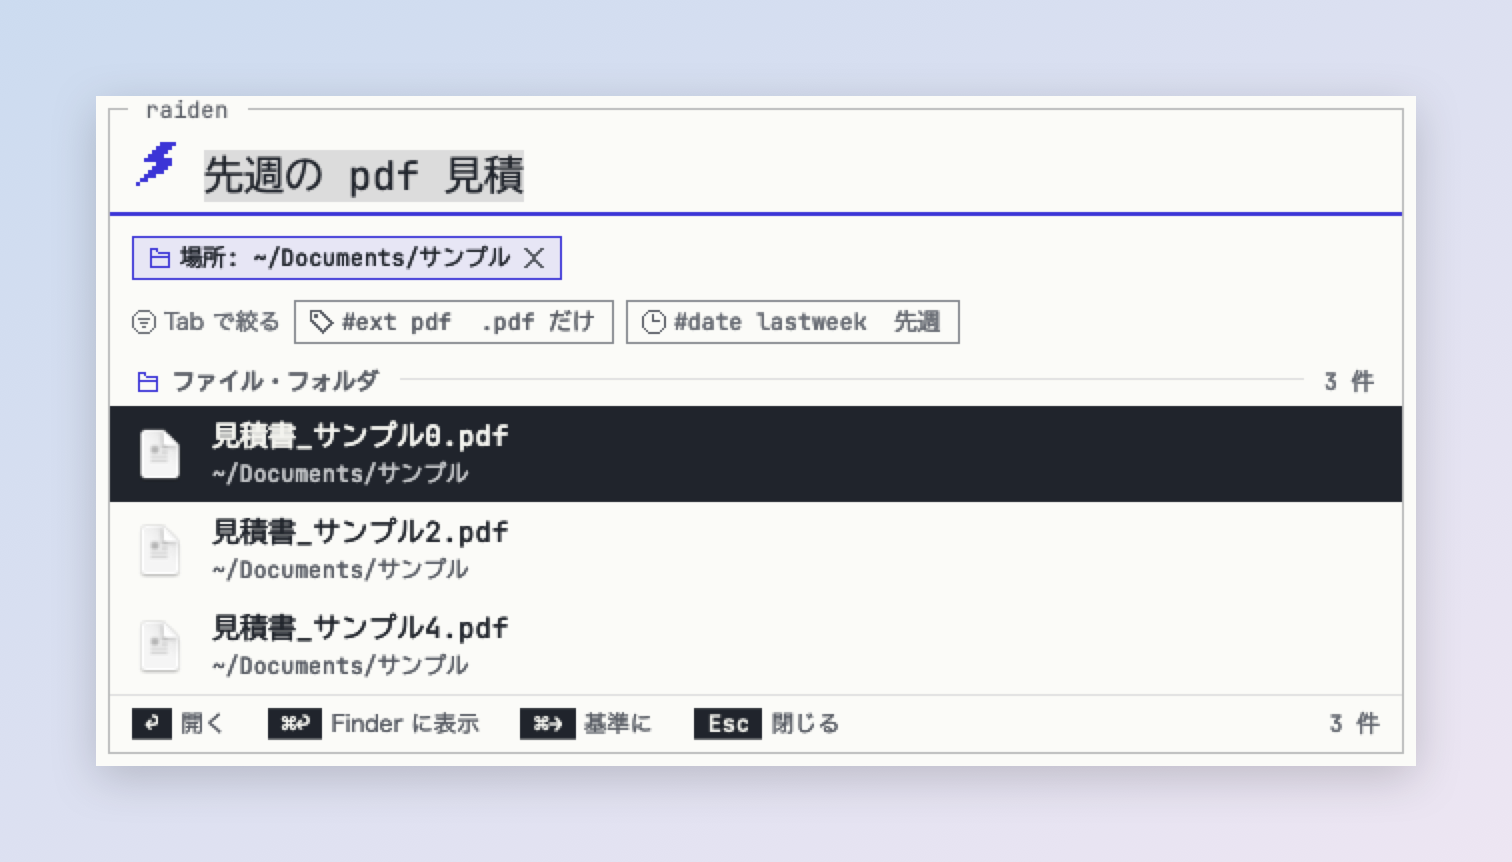 raiden
先週の pdf 見積
場所: ~/Documents/サンプル
Tab で絞る #ext pdf .pdf だけ #date lastweek 先週
ファイル・フォルダ 3 件
見積書_サンプル0.pdf
~/Documents/サンプル
見積書_サンプル2.pdf
~/Documents/サンプル
見積書_サンプル4.pdf
~/Documents/サンプル
⏎ 開く ⌘⏎ Finder に表示 ⌘→ 基準に Esc 閉じる 3 件